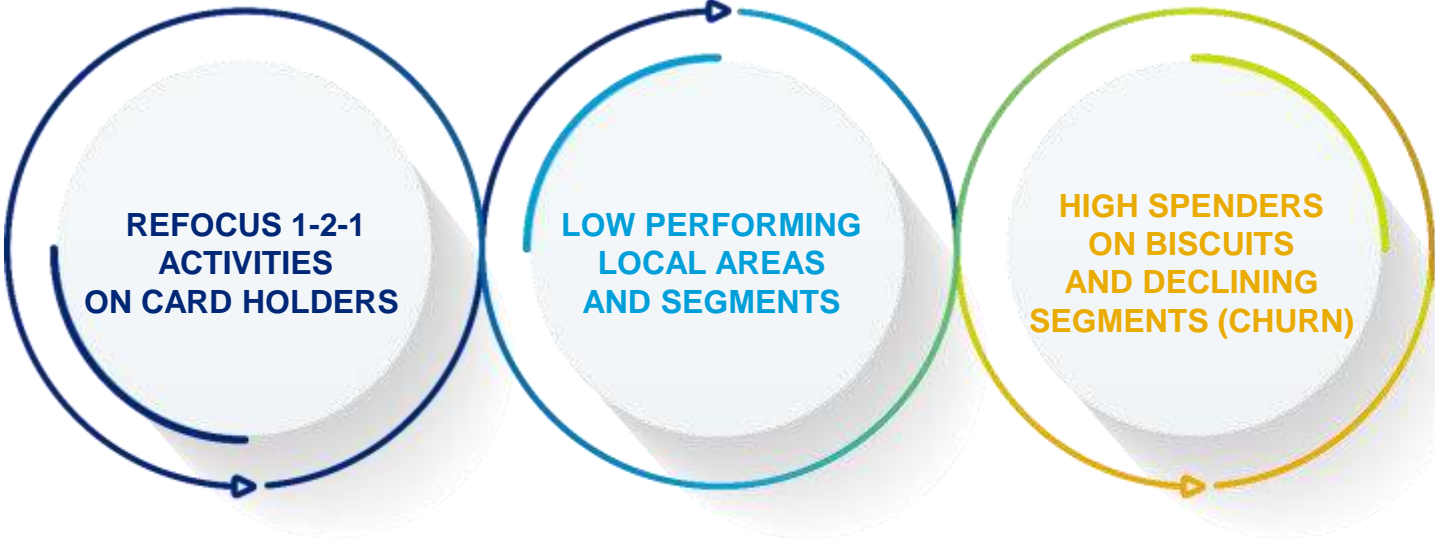 REFOCUS 1-2-1
ACTIVITIES
ON CARD HOLDERS
LOW PERFORMING
LOCAL AREAS
AND SEGMENTS
HIGH SPENDERS
ON BISCUITS
AND DECLINING
SEGMENTS (CHURN)